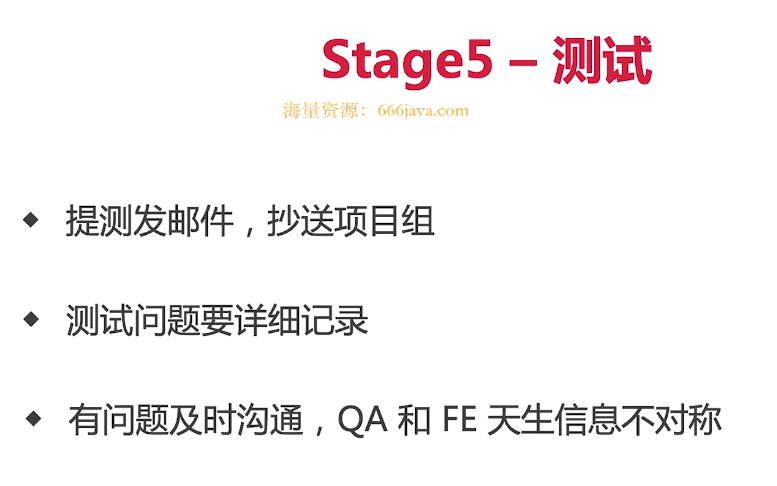 Stage5 – 测试
海量资源：666java.com
◆ 提测发邮件，抄送项目组
◆ 测试问题要详细记录
◆ 有问题及时沟通，QA 和 FE 天生信息不对称